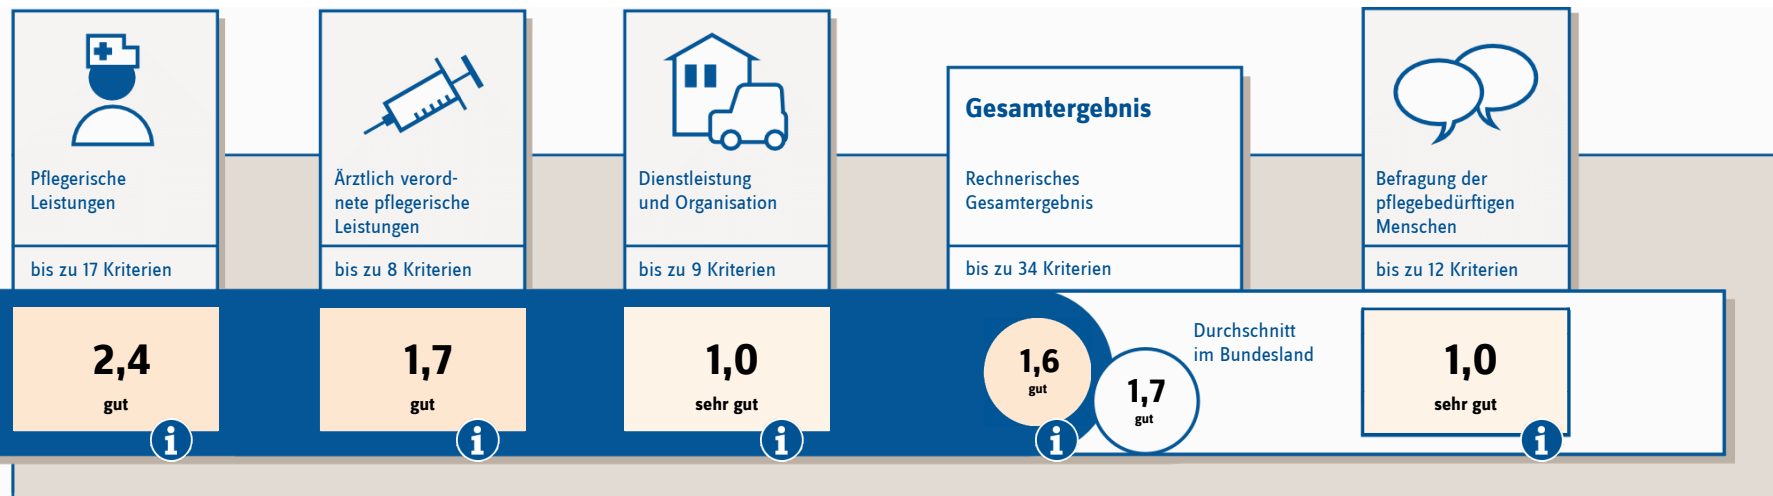 Pflegerische
Leistungen
bis zu 17 Kriterien
2,4
gut
i
Ärztlich verord-
nete pflegerische
Leistungen
bis zu 8 Kriterien
1,7
gut
i
Dienstleistung
und Organisation
bis zu 9 Kriterien
1,0
sehr gut
i
Gesamtergebnis
Rechnerisches
Gesamtergebnis
bis zu 34 Kriterien
1,6
gut
i
Durchschnitt
im Bundesland
1,7
gut
Befragung der
pflegebedürftigen
Menschen
bis zu 12 Kriterien
1,0
sehr gut
i